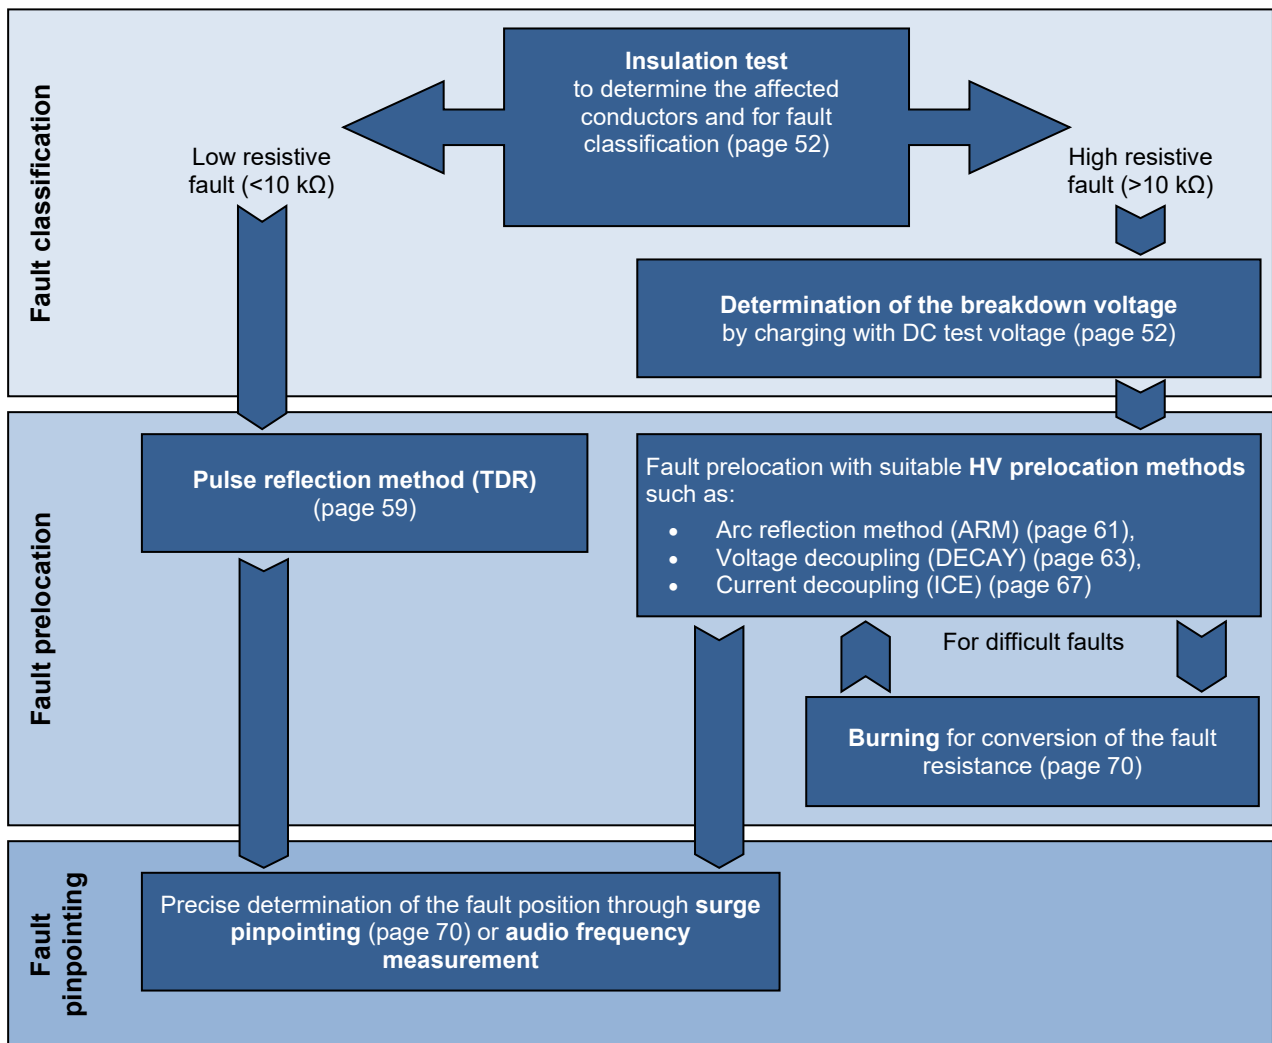 Fault classification
Insulation test
to determine the affected
conductors and for fault
classification (page 52)
Low resistive
fault (<10 kΩ)
High resistive
fault (>10 kΩ)
Determination of the breakdown voltage
by charging with DC test voltage (page 52)
Fault prelocation
Pulse reflection method (TDR)
(page 59)
Fault prelocation with suitable HV prelocation methods
such as:
• Arc reflection method (ARM) (page 61),
• Voltage decoupling (DECAY) (page 63),
• Current decoupling (ICE) (page 67)
For difficult faults
Burning for conversion of the fault
resistance (page 70)
Fault
pinpointing
Precise determination of the fault position through surge
pinpointing (page 70) or audio frequency
measurement